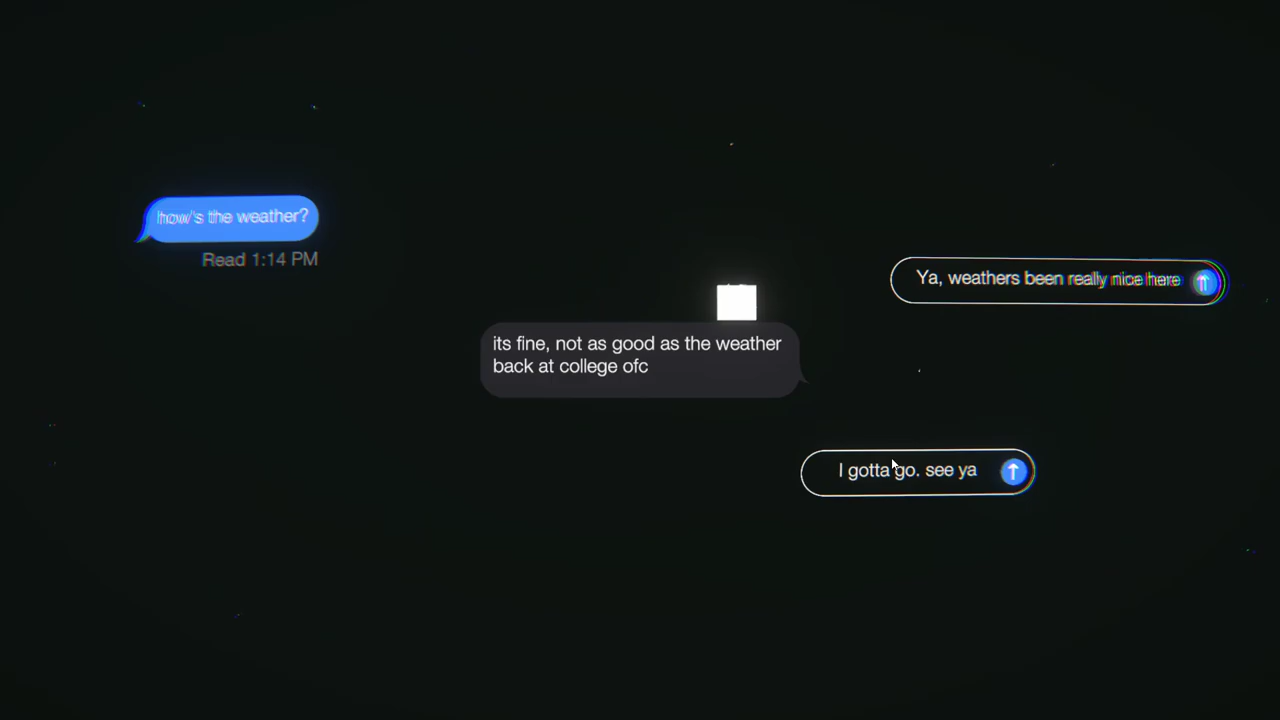 how's the weather?
Read 1:14 PM
Ya, weathers been really nice here
its fine, not as good as the weather
back at college ofc
I gotta go. see ya